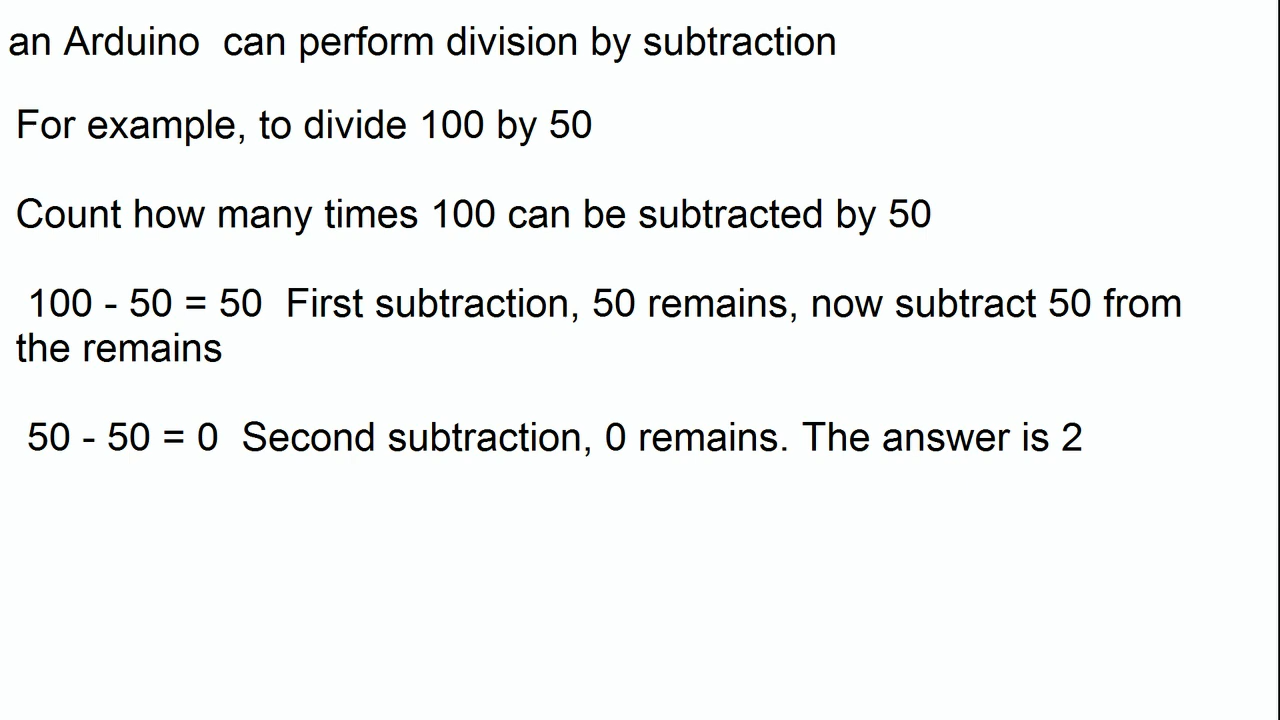 an Arduino  can perform division by subtraction
For example, to divide 100 by 50
Count how many times 100 can be subtracted by 50
100 - 50 = 50  First subtraction, 50 remains, now subtract 50 from
the remains
50 - 50 = 0  Second subtraction, 0 remains. The answer is 2